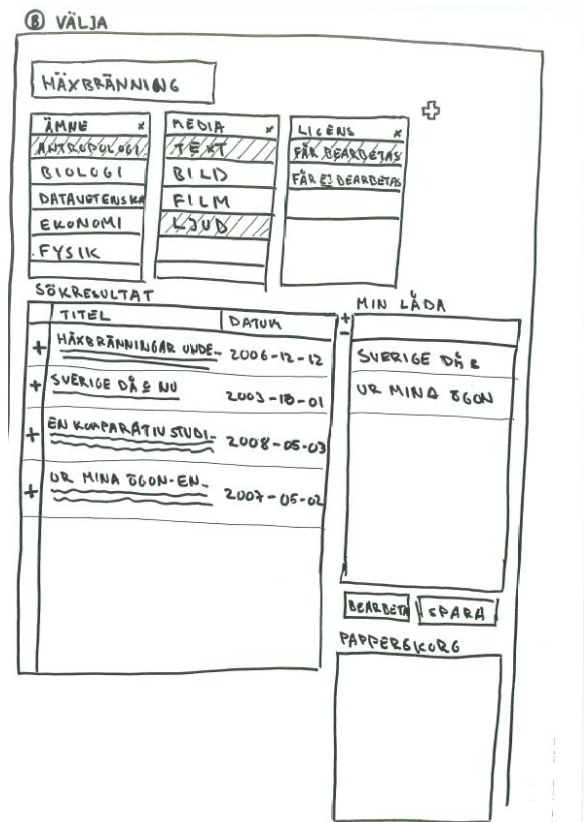 B VÄLJA
HÄXBRÄNNING
ÄMNE x
ANTROPOLOGI
BIOLOGI
DATAVETENSKA
EKONOMI
FYSIK
MEDIA x
TEXT
BILD
FILM
LJUD
LICENS x
FÅR BEARBETAS
FÅR EJ BEARBETAS
SÖKRESULTAT
TITEL DATUM
+ HÄXBRÄNNINGAR UNDE- 2006-12-12
+ SVERIGE DÅ & NU 2003-10-01
+ EN KOMPARATIV STUDI- 2008-05-03
+ UR MINA ÖGON-EN- 2007-05-02
MIN LÅDA
+
-
SVERIGE DÅ &
UR MINA ÖGON
BEARBETA SPARA
PAPPERSKORG